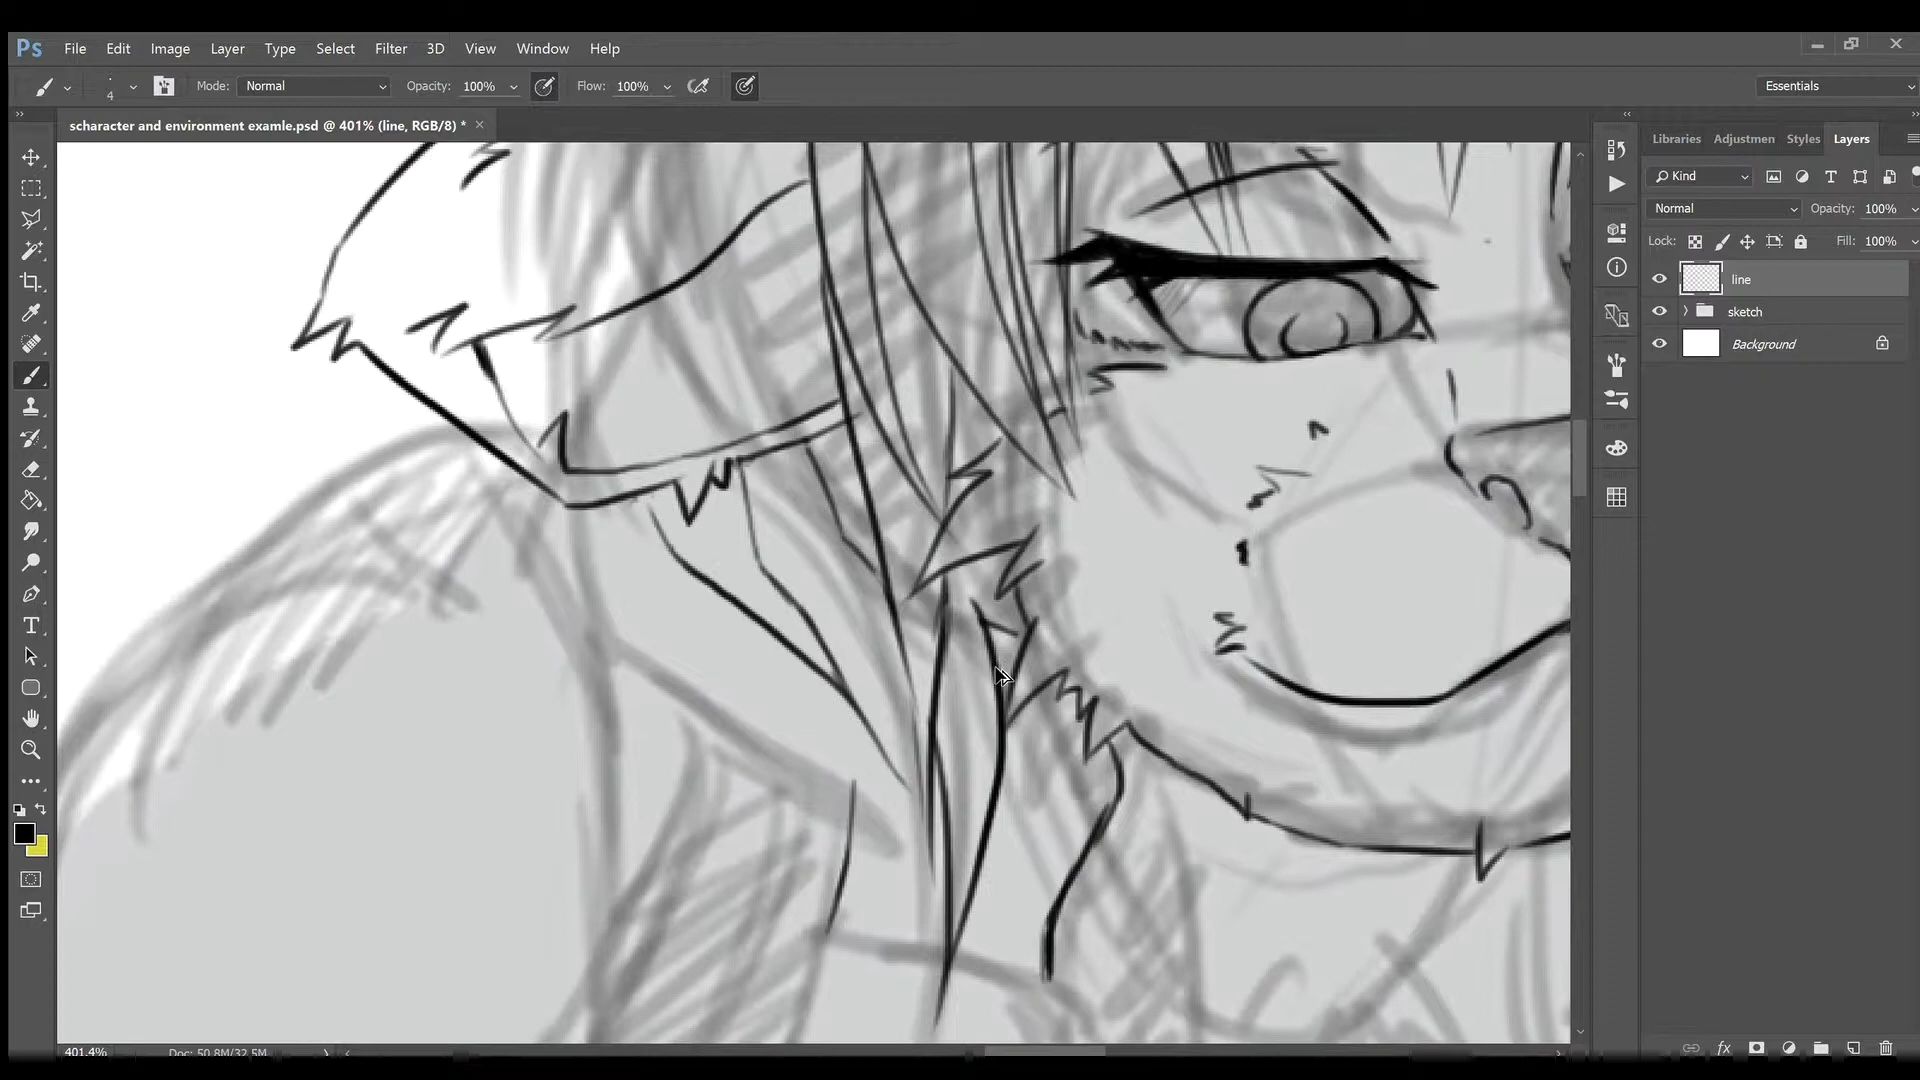 Ps File Edit Image Layer Type Select Filter 3D View Window Help
4 Mode: Normal Opacity: 100% Flow: 100% Essentials
scharacter and environment examle.psd @ 401% (line, RGB/8) *
Libraries Adjustmen Styles Layers
Kind
Normal Opacity: 100%
Lock: Fill: 100%
line
sketch
Background
401.4% Doc: 50.8M/32.5M